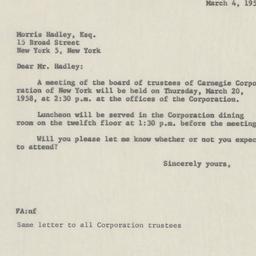 March 4, 195
Morris Hadley, Esq.
15 Broad Street
New York 5, New York
Dear Mr. Hadley:
A meeting of the board of trustees of Carnegie Corpo
ration of New York will be held on Thursday, March 20,
1958, at 2:30 p.m. at the offices of the Corporation.
Luncheon will be served in the Corporation dining
room on the twelfth floor at 1:30 p.m. before the meeting
Will you please let me know whether or not you expec
to attend?
Sincerely yours,
FA:nf
Same letter to all Corporation trustees